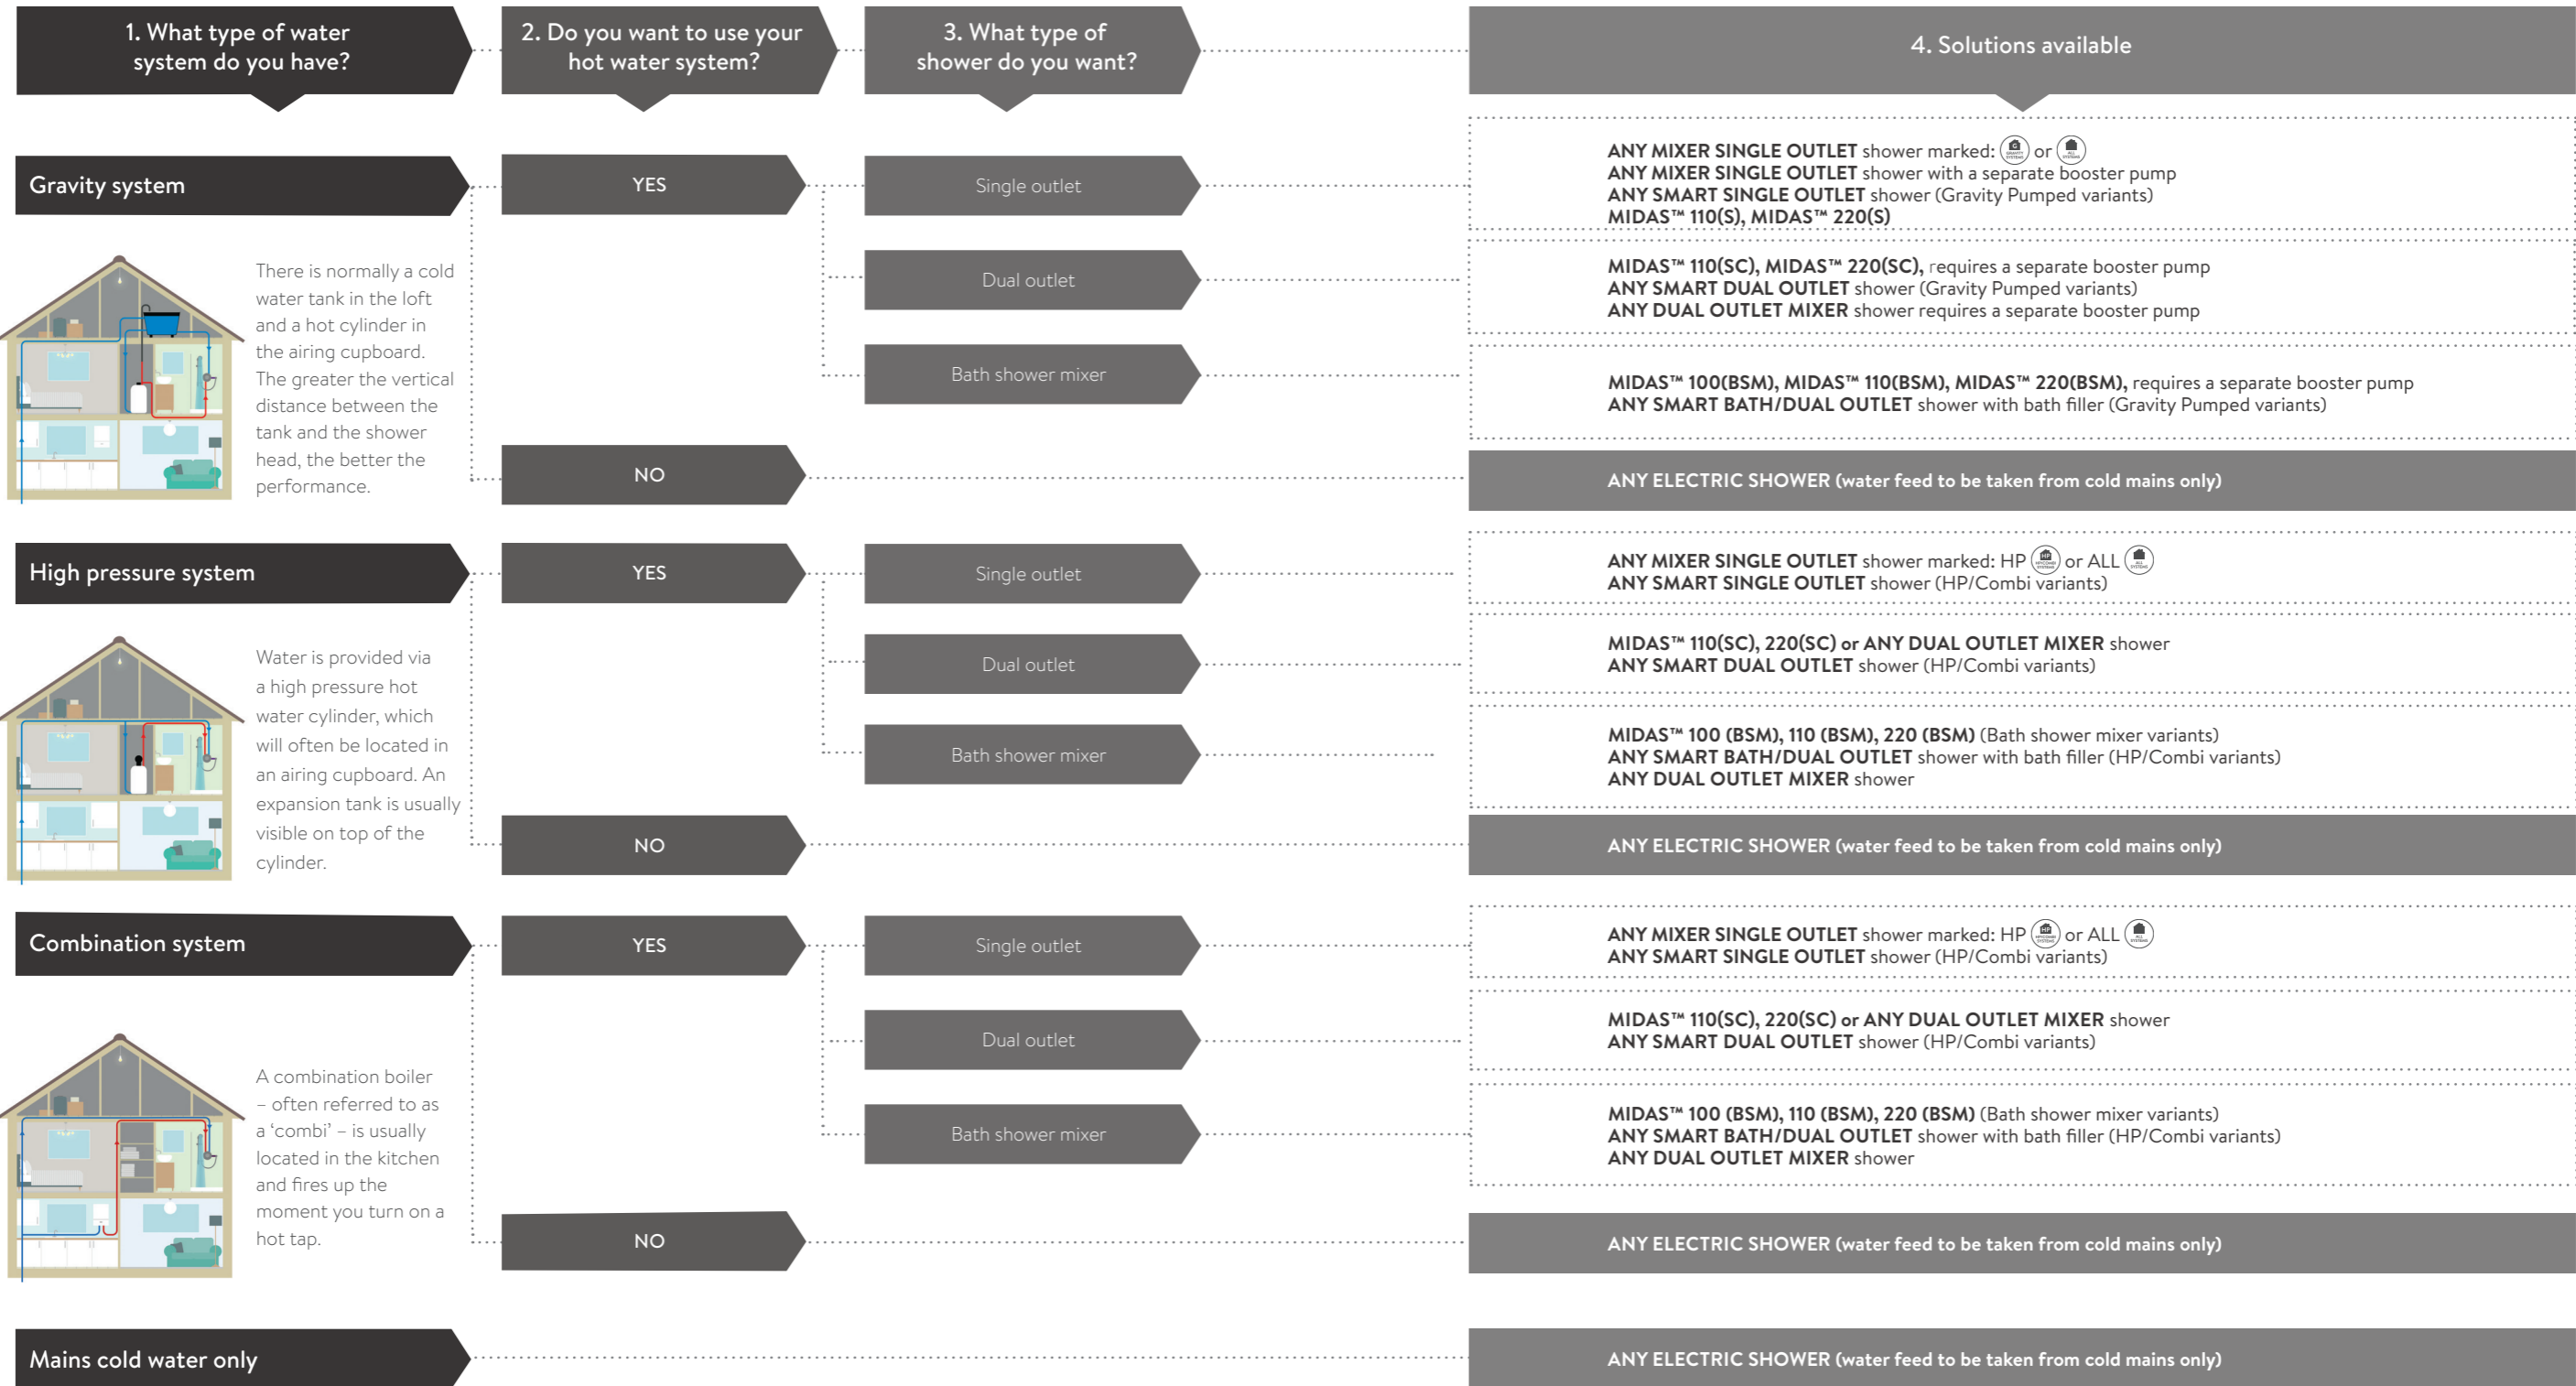 1. What type of water
system do you have?
2. Do you want to use your
hot water system?
3. What type of
shower do you want?
4. Solutions available
Gravity system
There is normally a cold
water tank in the loft
and a hot cylinder in
the airing cupboard.
The greater the vertical
distance between the
tank and the shower
head, the better the
performance.
YES
Single outlet
ANY MIXER SINGLE OUTLET shower marked: G GRAVITY SYSTEMS or ALL SYSTEMS
ANY MIXER SINGLE OUTLET shower with a separate booster pump
ANY SMART SINGLE OUTLET shower (Gravity Pumped variants)
MIDAS™ 110(S), MIDAS™ 220(S)
Dual outlet
MIDAS™ 110(SC), MIDAS™ 220(SC), requires a separate booster pump
ANY SMART DUAL OUTLET shower (Gravity Pumped variants)
ANY DUAL OUTLET MIXER shower requires a separate booster pump
Bath shower mixer
MIDAS™ 100(BSM), MIDAS™ 110(BSM), MIDAS™ 220(BSM), requires a separate booster pump
ANY SMART BATH/DUAL OUTLET shower with bath filler (Gravity Pumped variants)
NO
ANY ELECTRIC SHOWER (water feed to be taken from cold mains only)
High pressure system
Water is provided via
a high pressure hot
water cylinder, which
will often be located in
an airing cupboard. An
expansion tank is usually
visible on top of the
cylinder.
YES
Single outlet
ANY MIXER SINGLE OUTLET shower marked: HP HP HP/COMBI SYSTEMS or ALL ALL SYSTEMS
ANY SMART SINGLE OUTLET shower (HP/Combi variants)
Dual outlet
MIDAS™ 110(SC), 220(SC) or ANY DUAL OUTLET MIXER shower
ANY SMART DUAL OUTLET shower (HP/Combi variants)
Bath shower mixer
MIDAS™ 100 (BSM), 110 (BSM), 220 (BSM) (Bath shower mixer variants)
ANY SMART BATH/DUAL OUTLET shower with bath filler (HP/Combi variants)
ANY DUAL OUTLET MIXER shower
NO
ANY ELECTRIC SHOWER (water feed to be taken from cold mains only)
Combination system
A combination boiler
– often referred to as
a ‘combi’ – is usually
located in the kitchen
and fires up the
moment you turn on a
hot tap.
YES
Single outlet
ANY MIXER SINGLE OUTLET shower marked: HP HP HP/COMBI SYSTEMS or ALL ALL SYSTEMS
ANY SMART SINGLE OUTLET shower (HP/Combi variants)
Dual outlet
MIDAS™ 110(SC), 220(SC) or ANY DUAL OUTLET MIXER shower
ANY SMART DUAL OUTLET shower (HP/Combi variants)
Bath shower mixer
MIDAS™ 100 (BSM), 110 (BSM), 220 (BSM) (Bath shower mixer variants)
ANY SMART BATH/DUAL OUTLET shower with bath filler (HP/Combi variants)
ANY DUAL OUTLET MIXER shower
NO
ANY ELECTRIC SHOWER (water feed to be taken from cold mains only)
Mains cold water only
ANY ELECTRIC SHOWER (water feed to be taken from cold mains only)